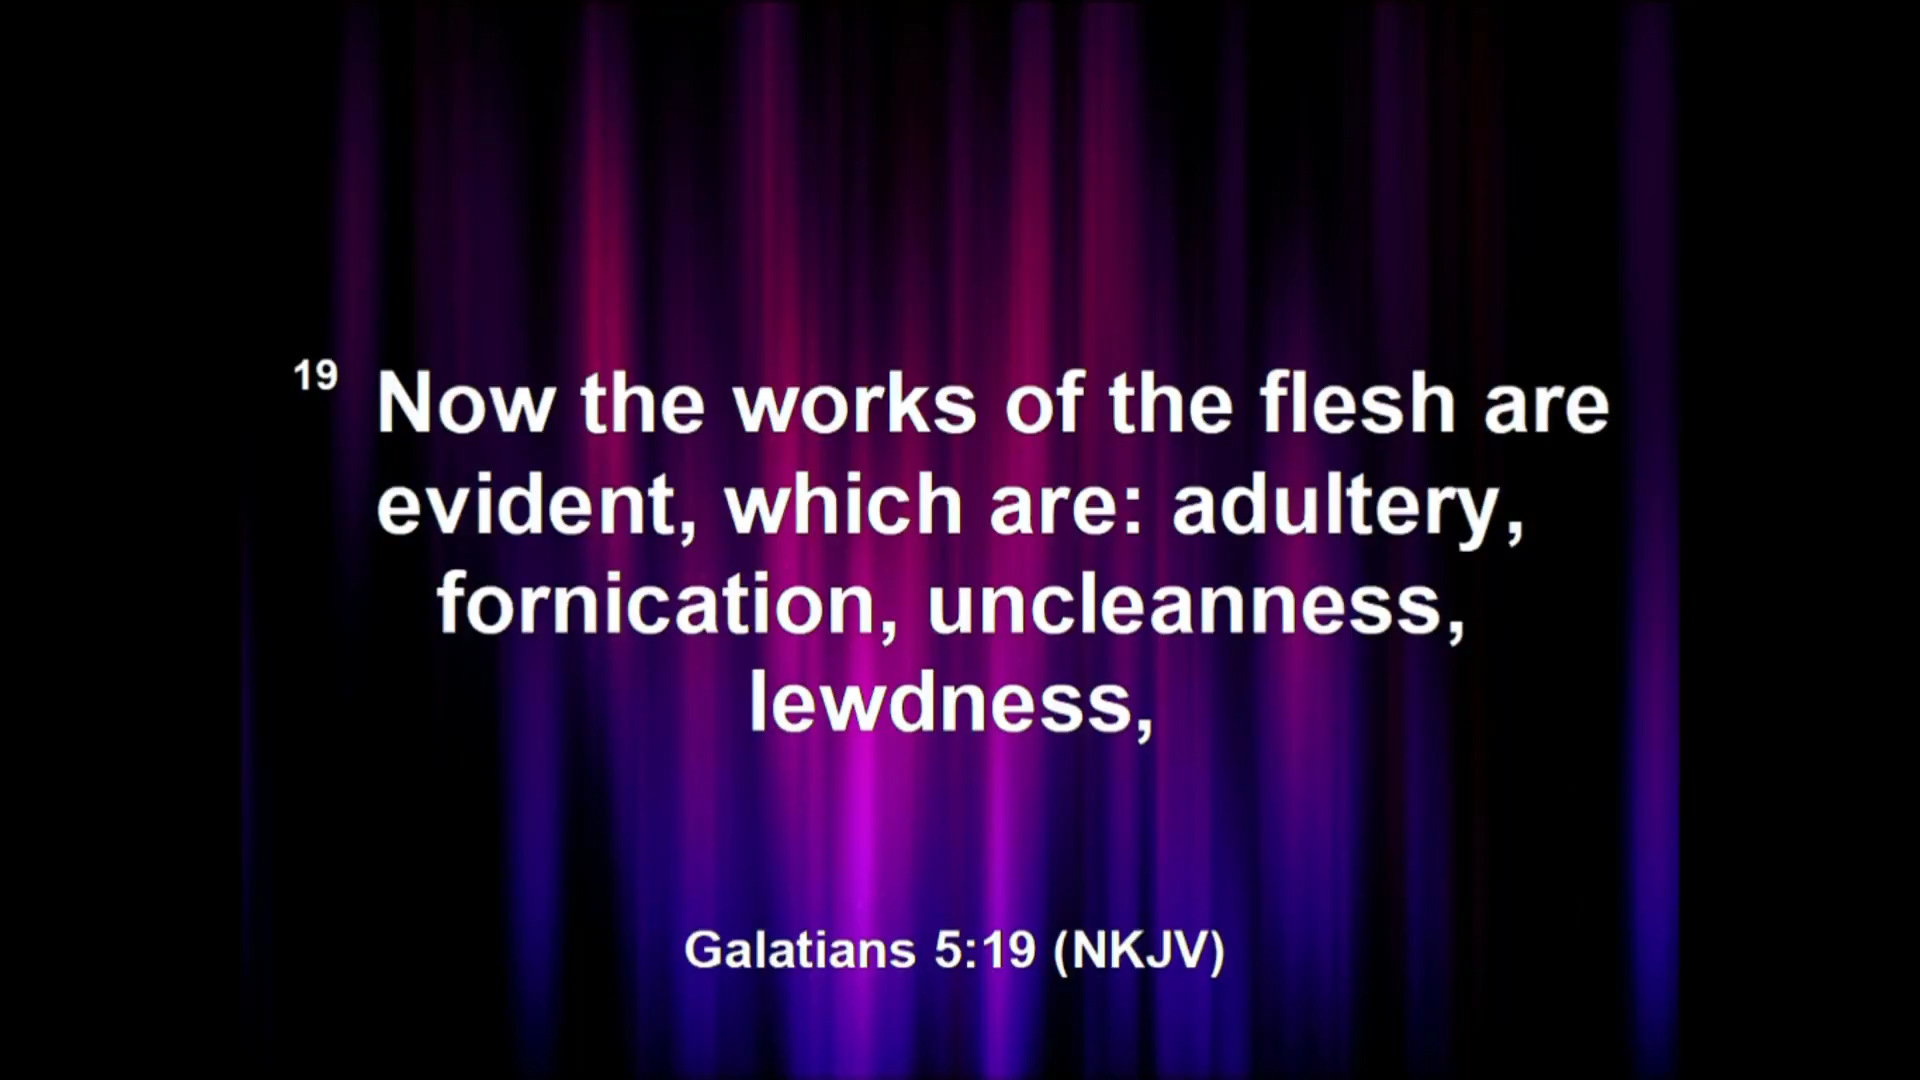 19 Now the works of the flesh are
evident, which are: adultery,
fornication, uncleanness,
lewdness,
Galatians 5:19 (NKJV)